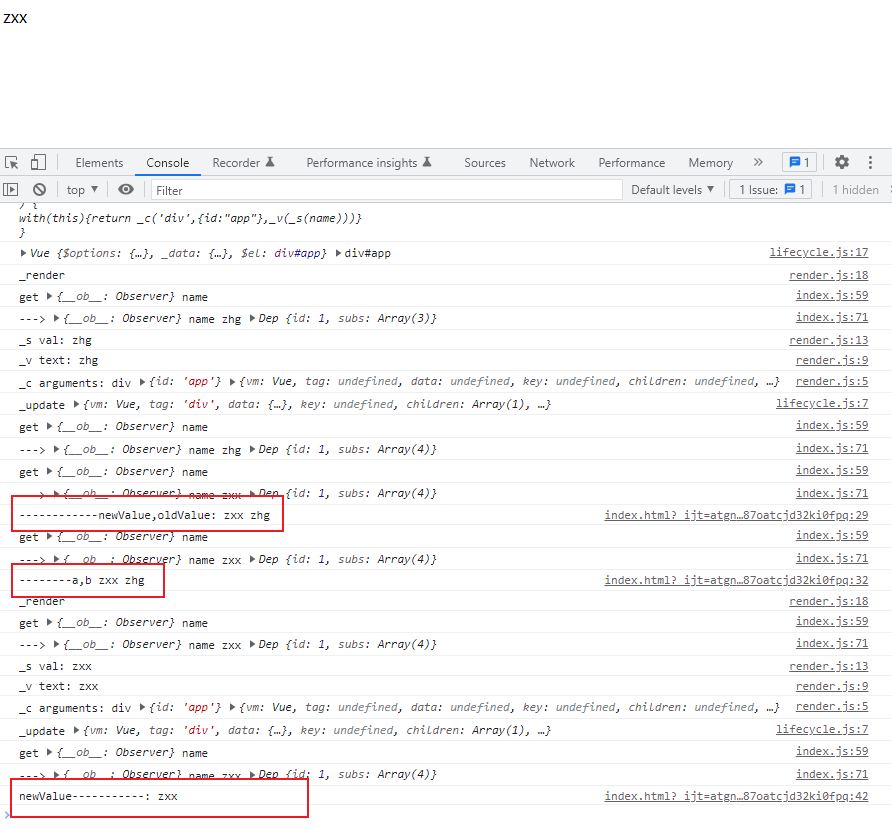 zxx
Elements Console Recorder Performance insights Sources Network Performance Memory » 1
top ▼ Filter Default levels ▼ 1 Issue: 1 1 hidden
) {
with(this){return _c('div',{id:"app"},_v(_s(name)))}
}
▶Vue {$options: {…}, _data: {…}, $el: div#app} ▶div#app lifecycle.js:17
_render render.js:18
get ▶{__ob__: Observer} name index.js:59
---> ▶{__ob__: Observer} name zhg ▶Dep {id: 1, subs: Array(3)} index.js:71
_s val: zhg render.js:13
_v text: zhg render.js:9
_c arguments: div ▶{id: 'app'} ▶{vm: Vue, tag: undefined, data: undefined, key: undefined, children: undefined, …} render.js:5
_update ▶{vm: Vue, tag: 'div', data: {…}, key: undefined, children: Array(1), …} lifecycle.js:7
get ▶{__ob__: Observer} name index.js:59
---> ▶{__ob__: Observer} name zhg ▶Dep {id: 1, subs: Array(4)} index.js:71
get ▶{__ob__: Observer} name index.js:59
---> ▶{__ob__: Observer} name zxx ▶Dep {id: 1, subs: Array(4)} index.js:71
------------newValue,oldValue: zxx zhg index.html?_ijt=atgn…87oatcjd32ki0fpq:29
get ▶{__ob__: Observer} name index.js:59
---> ▶{__ob__: Observer} name zxx ▶Dep {id: 1, subs: Array(4)} index.js:71
--------a,b zxx zhg index.html?_ijt=atgn…87oatcjd32ki0fpq:32
_render render.js:18
get ▶{__ob__: Observer} name index.js:59
---> ▶{__ob__: Observer} name zxx ▶Dep {id: 1, subs: Array(4)} index.js:71
_s val: zxx render.js:13
_v text: zxx render.js:9
_c arguments: div ▶{id: 'app'} ▶{vm: Vue, tag: undefined, data: undefined, key: undefined, children: undefined, …} render.js:5
_update ▶{vm: Vue, tag: 'div', data: {…}, key: undefined, children: Array(1), …} lifecycle.js:7
get ▶{__ob__: Observer} name index.js:59
---> ▶{__ob__: Observer} name zxx ▶Dep {id: 1, subs: Array(4)} index.js:71
newValue-----------: zxx index.html?_ijt=atgn…87oatcjd32ki0fpq:42